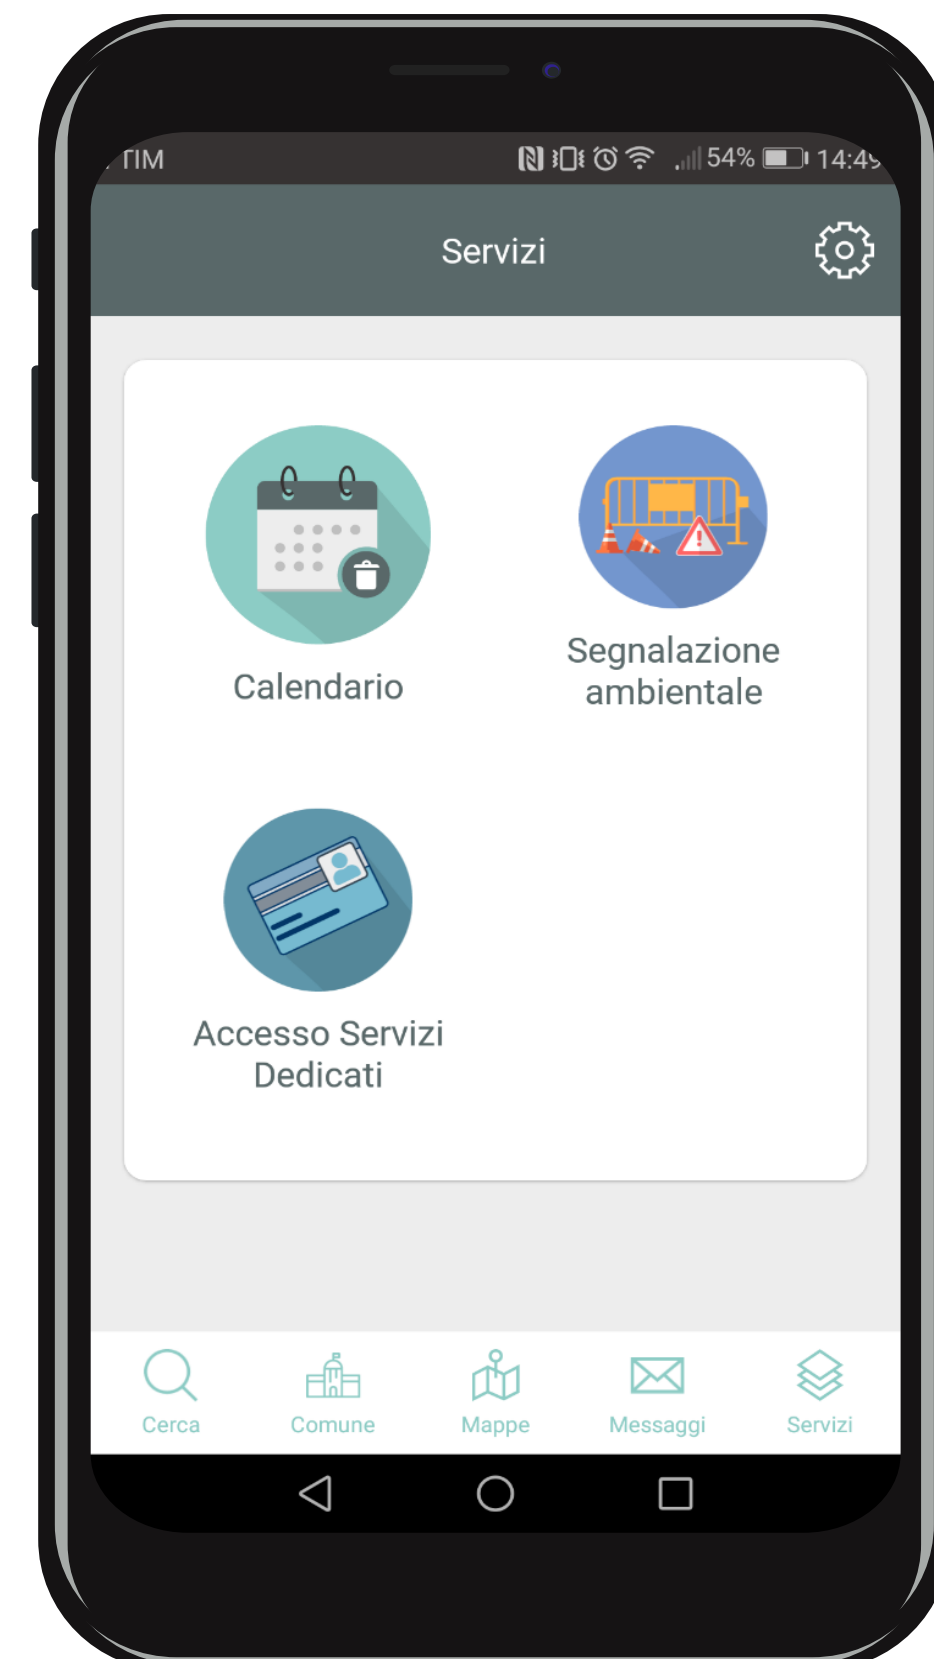 TIM 54% 14:49
Servizi
Calendario
Segnalazione
ambientale
Accesso Servizi
Dedicati
Cerca Comune Mappe Messaggi Servizi